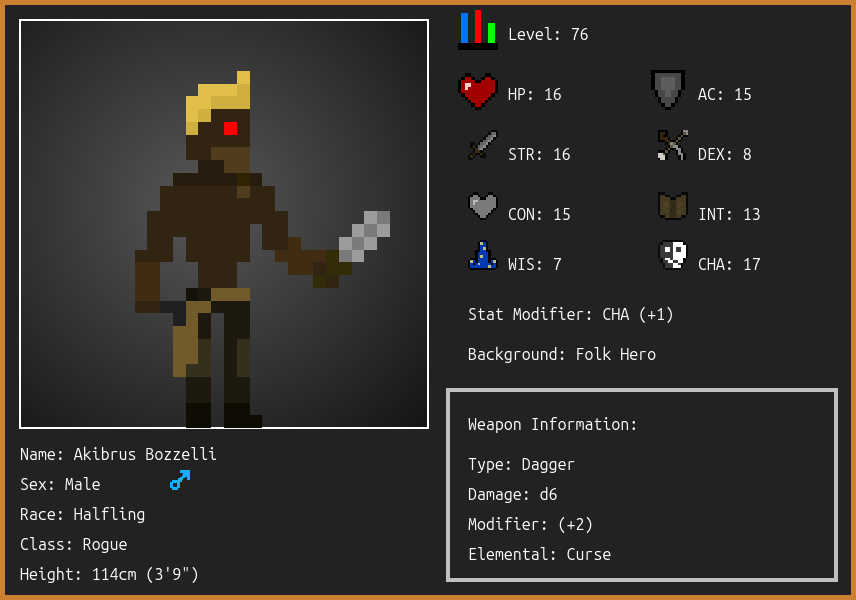 Level: 76
HP: 16
AC: 15
STR: 16
DEX: 8
CON: 15
INT: 13
WIS: 7
CHA: 17
Stat Modifier: CHA (+1)
Background: Folk Hero
Weapon Information:
Type: Dagger
Damage: d6
Modifier: (+2)
Elemental: Curse
Name: Akibrus Bozzelli
Sex: Male
Race: Halfling
Class: Rogue
Height: 114cm (3'9")